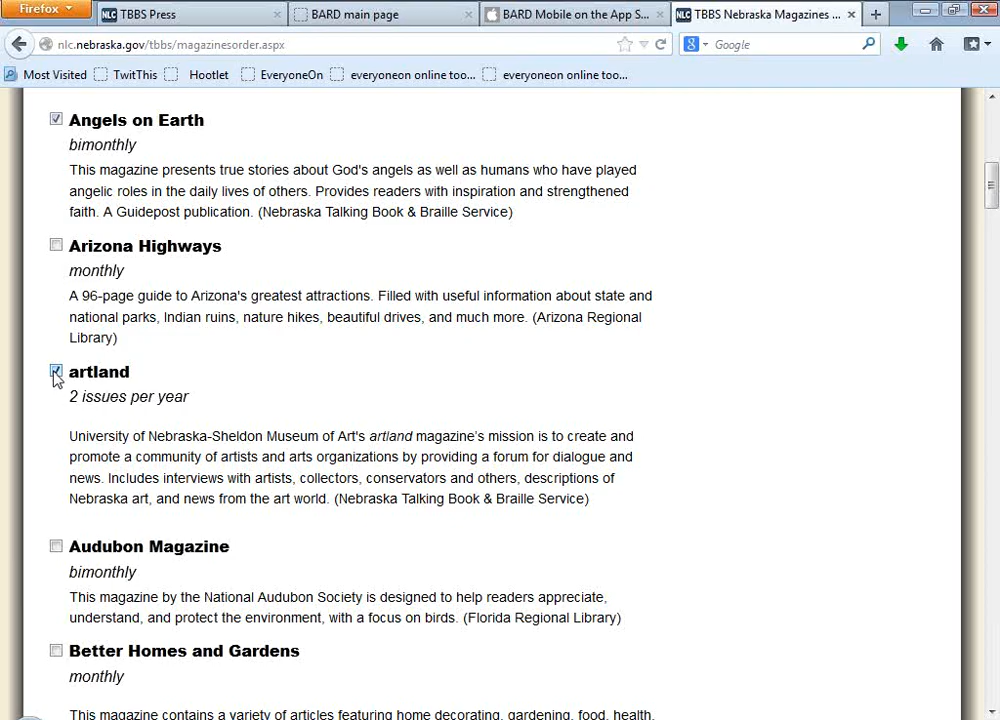 Firefox
TBBS Press
BARD main page
BARD Mobile on the App S...
NLC TBBS Nebraska Magazines ...
nlc.nebraska.gov/tbbs/magazinesorder.aspx
Google
Most Visited TwitThis Hootlet EveryoneOn everyoneon online too... everyoneon online too...
Angels on Earth
bimonthly
This magazine presents true stories about God's angels as well as humans who have played
angelic roles in the daily lives of others. Provides readers with inspiration and strengthened
faith. A Guidepost publication. (Nebraska Talking Book & Braille Service)
Arizona Highways
monthly
A 96-page guide to Arizona's greatest attractions. Filled with useful information about state and
national parks, Indian ruins, nature hikes, beautiful drives, and much more. (Arizona Regional
Library)
artland
2 issues per year
University of Nebraska-Sheldon Museum of Art's artland magazine's mission is to create and
promote a community of artists and arts organizations by providing a forum for dialogue and
news. Includes interviews with artists, collectors, conservators and others, descriptions of
Nebraska art, and news from the art world. (Nebraska Talking Book & Braille Service)
Audubon Magazine
bimonthly
This magazine by the National Audubon Society is designed to help readers appreciate,
understand, and protect the environment, with a focus on birds. (Florida Regional Library)
Better Homes and Gardens
monthly
This magazine contains a variety of articles featuring home decorating, gardening, food, health,